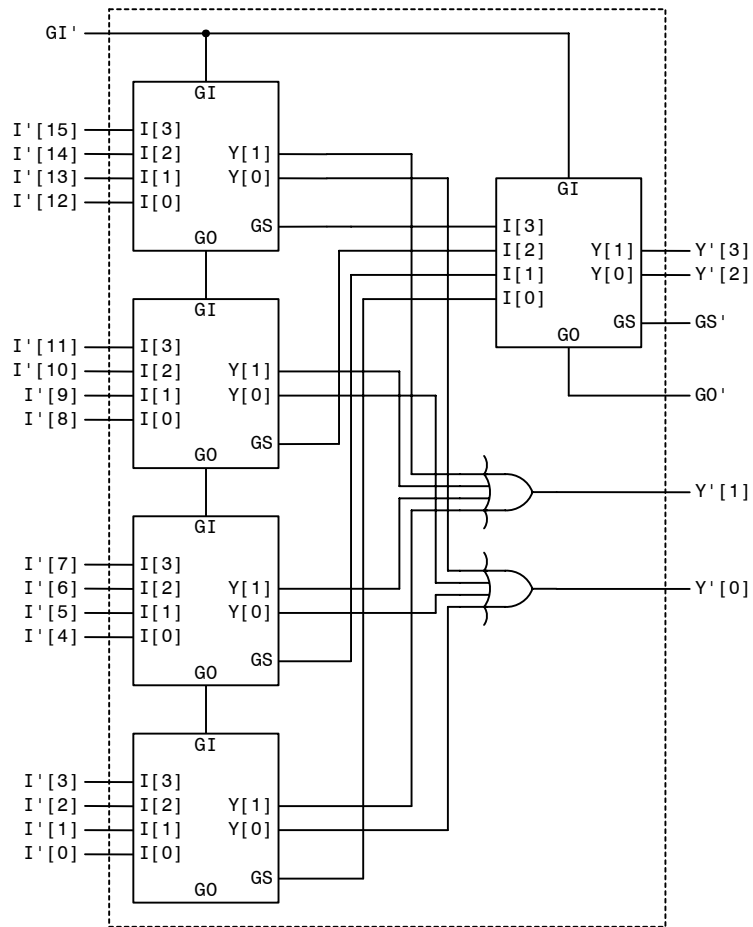 GI'
GI
I'[15] I[3]
I'[14] I[2] Y[1]
I'[13] I[1] Y[0]
I'[12] I[0]
GS
GO
GI
I[3]
I[2] Y[1] Y'[3]
I[1] Y[0] Y'[2]
I[0]
GS GS'
GO
GO'
GI
I'[11] I[3]
I'[10] I[2] Y[1]
I'[9] I[1] Y[0]
I'[8] I[0]
GS
GO
Y'[1]
GI
I'[7] I[3]
I'[6] I[2] Y[1]
I'[5] I[1] Y[0]
I'[4] I[0]
GS
GO
Y'[0]
GI
I'[3] I[3]
I'[2] I[2] Y[1]
I'[1] I[1] Y[0]
I'[0] I[0]
GS
GO